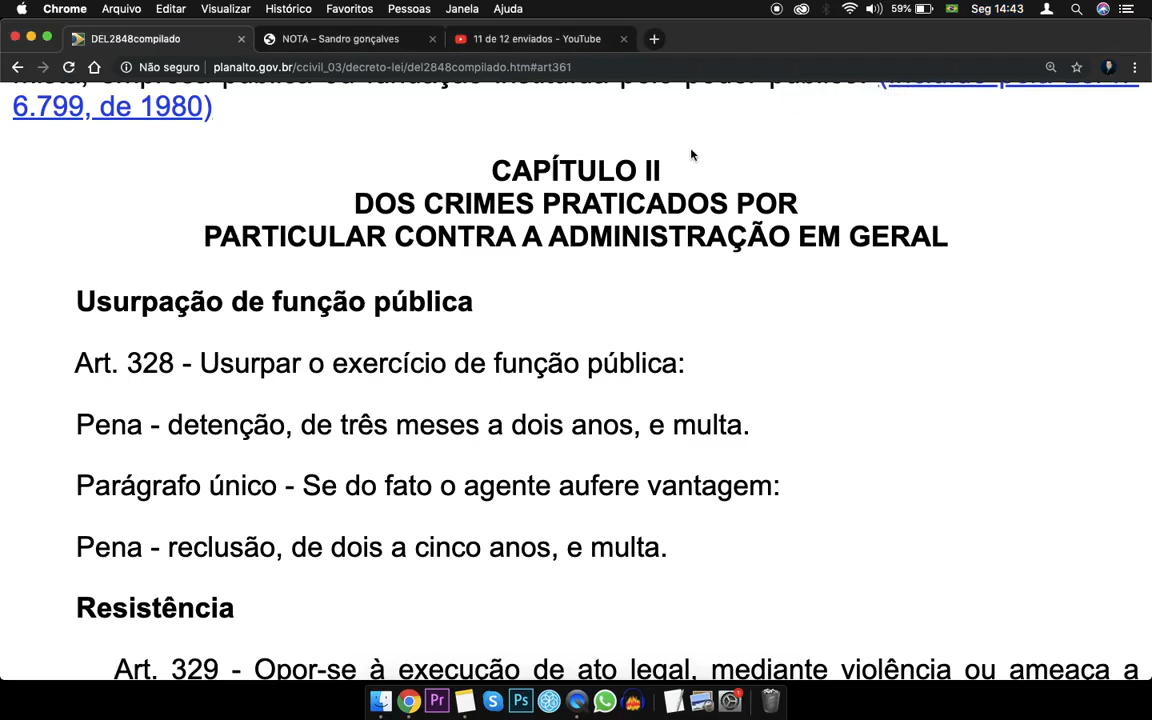 Chrome Arquivo Editar Visualizar Histórico Favoritos Pessoas Janela Ajuda 59% Seg 14:43
DEL2848compilado NOTA – Sandro gonçalves 11 de 12 enviados - YouTube
Não seguro planalto.gov.br/ccivil_03/decreto-lei/del2848compilado.htm#art361
6.799, de 1980)
CAPÍTULO II
DOS CRIMES PRATICADOS POR
PARTICULAR CONTRA A ADMINISTRAÇÃO EM GERAL
Usurpação de função pública
Art. 328 - Usurpar o exercício de função pública:
Pena - detenção, de três meses a dois anos, e multa.
Parágrafo único - Se do fato o agente aufere vantagem:
Pena - reclusão, de dois a cinco anos, e multa.
Resistência
Art. 329 - Opor-se à execução de ato legal, mediante violência ou ameaça a
Pr Ps